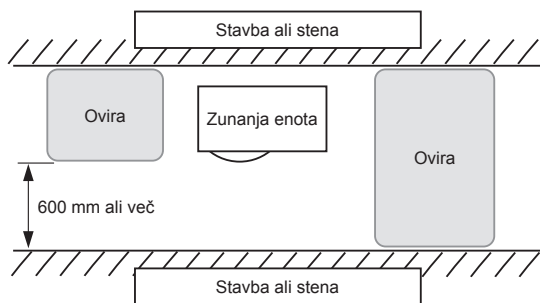 Stavba ali stena
Ovira
Zunanja enota
Ovira
600 mm ali več
Stavba ali stena